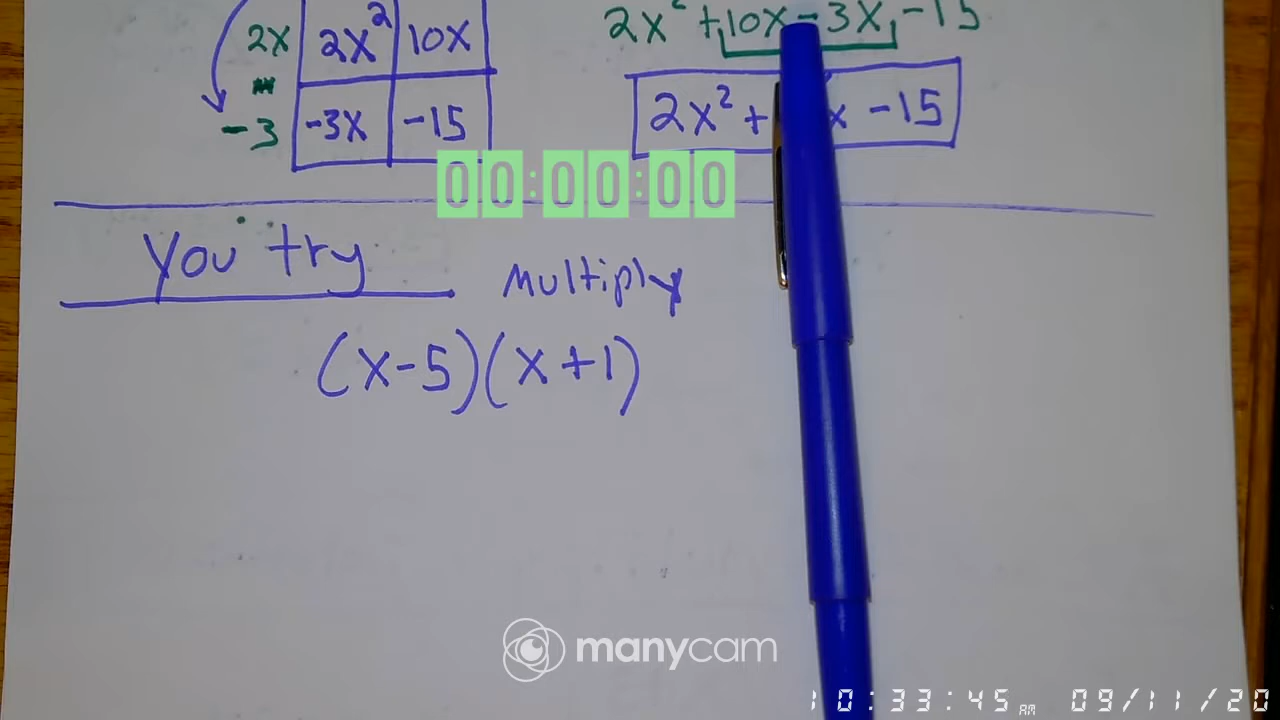 2x 2x² 10x
-3 -3x -15
2x² + 10x - 3x - 15
2x² + x - 15
00:00:00
You try
Multiply
(x-5)(x+1)
manycam
10:33:45 AM 09/11/20